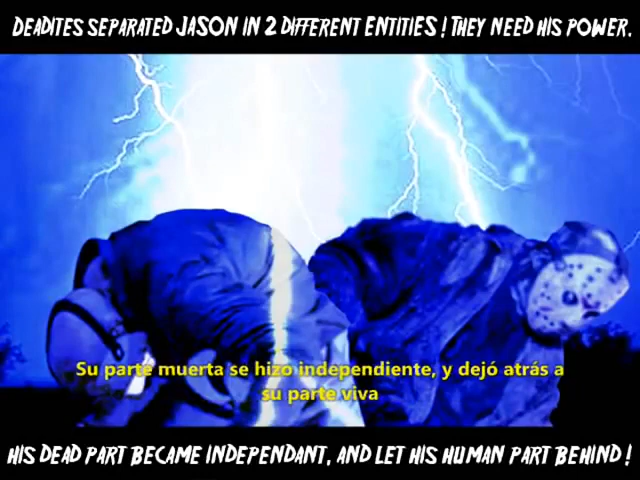 DEADITES SEPARATED JASON IN 2 DIFFERENT ENTITIES! THEY NEED HIS POWER.
Su parte muerta se hizo independiente, y dejó atrás a
su parte viva
HIS DEAD PART BECAME INDEPENDANT, AND LET HIS HUMAN PART BEHIND!